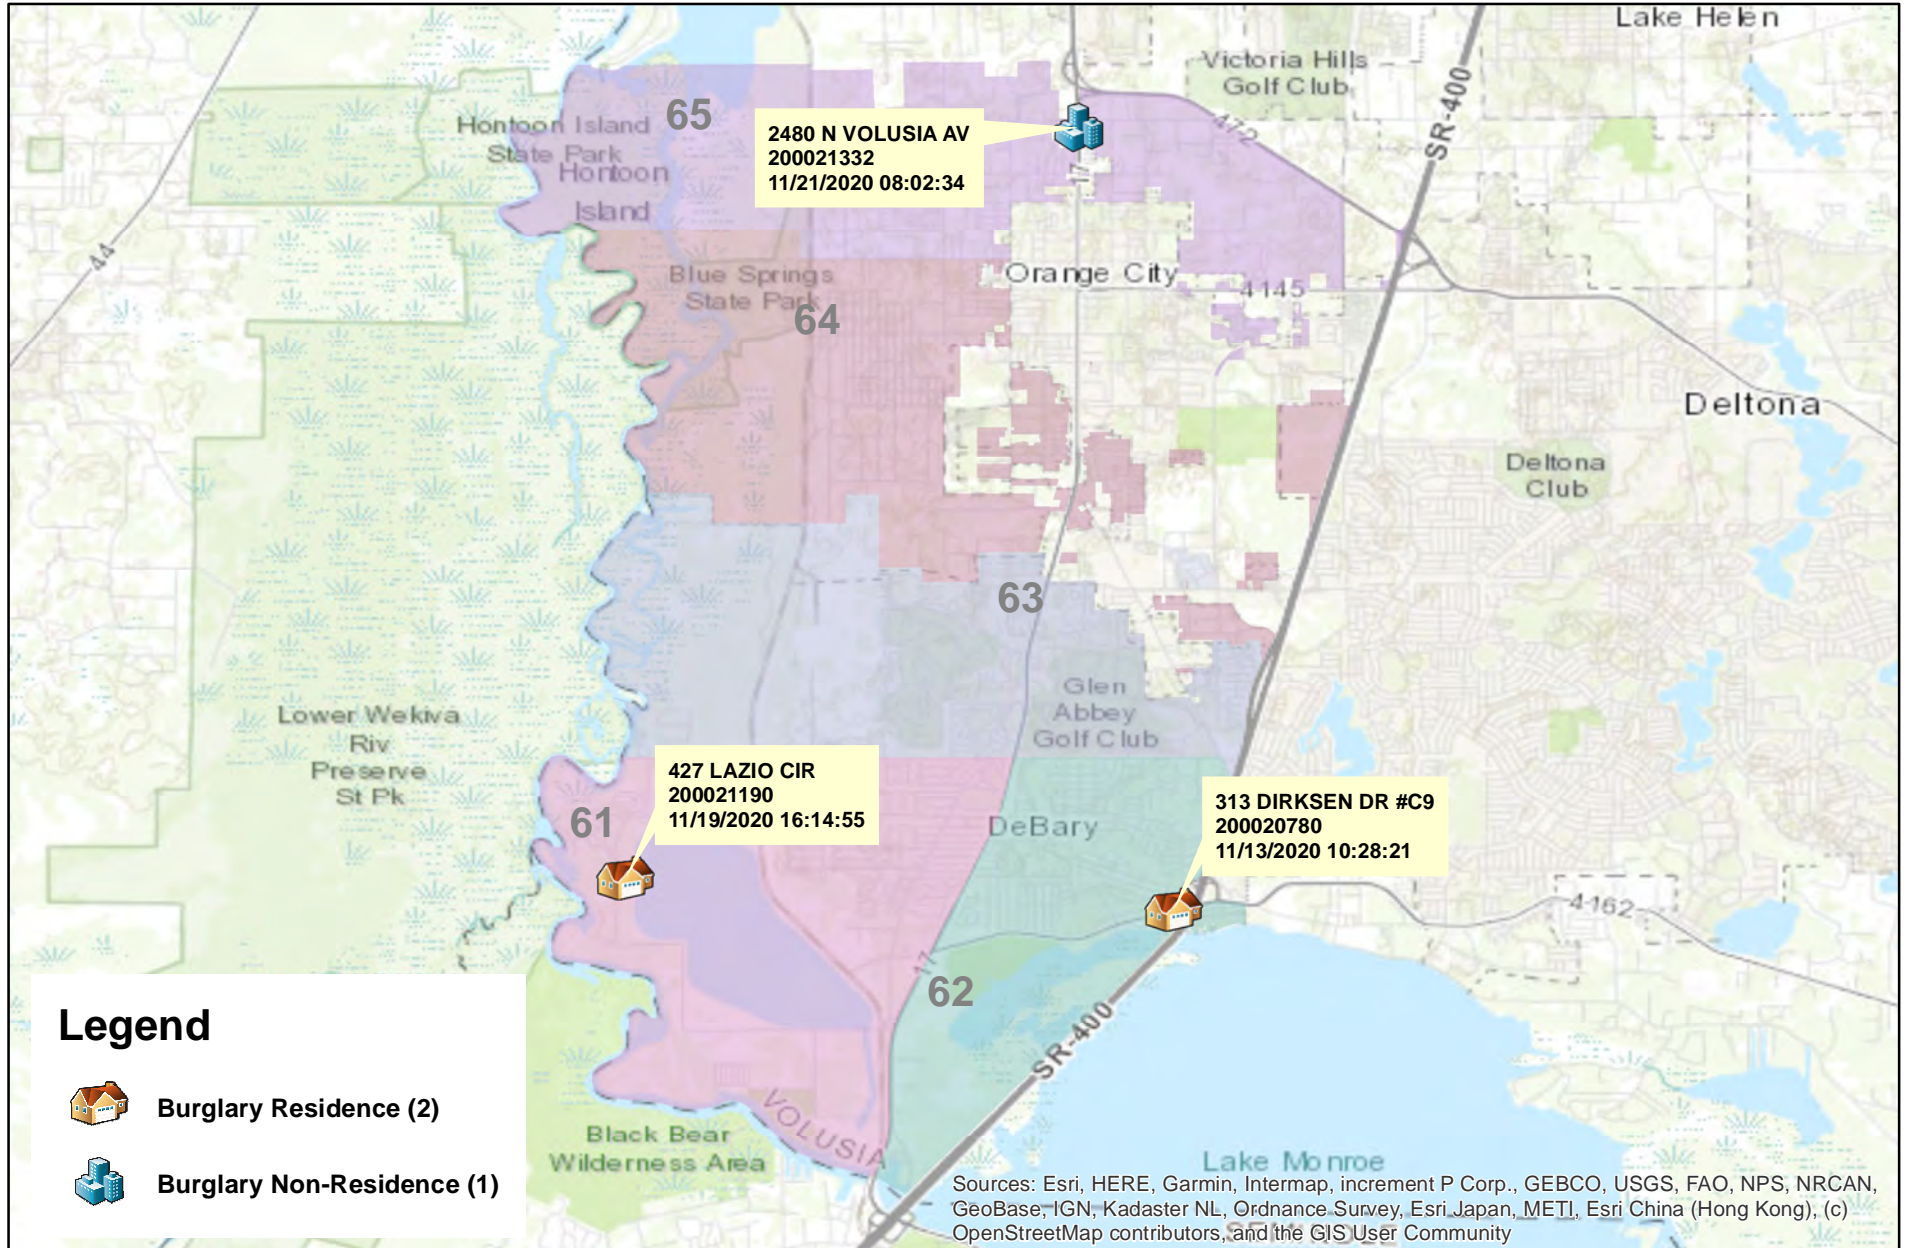 Lake Helen
Victoria Hills
Golf Club
SR-400
472
65
Hontoon Island
State Park
Hontoon
Island
2480 N VOLUSIA AV
200021332
11/21/2020 08:02:34
44
Blue Springs
State Park
64
Orange City
4145
Deltona
Deltona
Club
63
Glen
Abbey
Golf Club
Lower Wekiva
Riv
Preserve
St Pk
427 LAZIO CIR
200021190
11/19/2020 16:14:55
61
DeBary
313 DIRKSEN DR #C9
200020780
11/13/2020 10:28:21
4162
17
62
SR-400
Legend
Burglary Residence (2)
Burglary Non-Residence (1)
VOLUSIA
Black Bear
Wilderness Area
Lake Monroe
Sources: Esri, HERE, Garmin, Intermap, increment P Corp., GEBCO, USGS, FAO, NPS, NRCAN,
GeoBase, IGN, Kadaster NL, Ordnance Survey, Esri Japan, METI, Esri China (Hong Kong), (c)
OpenStreetMap contributors, and the GIS User Community